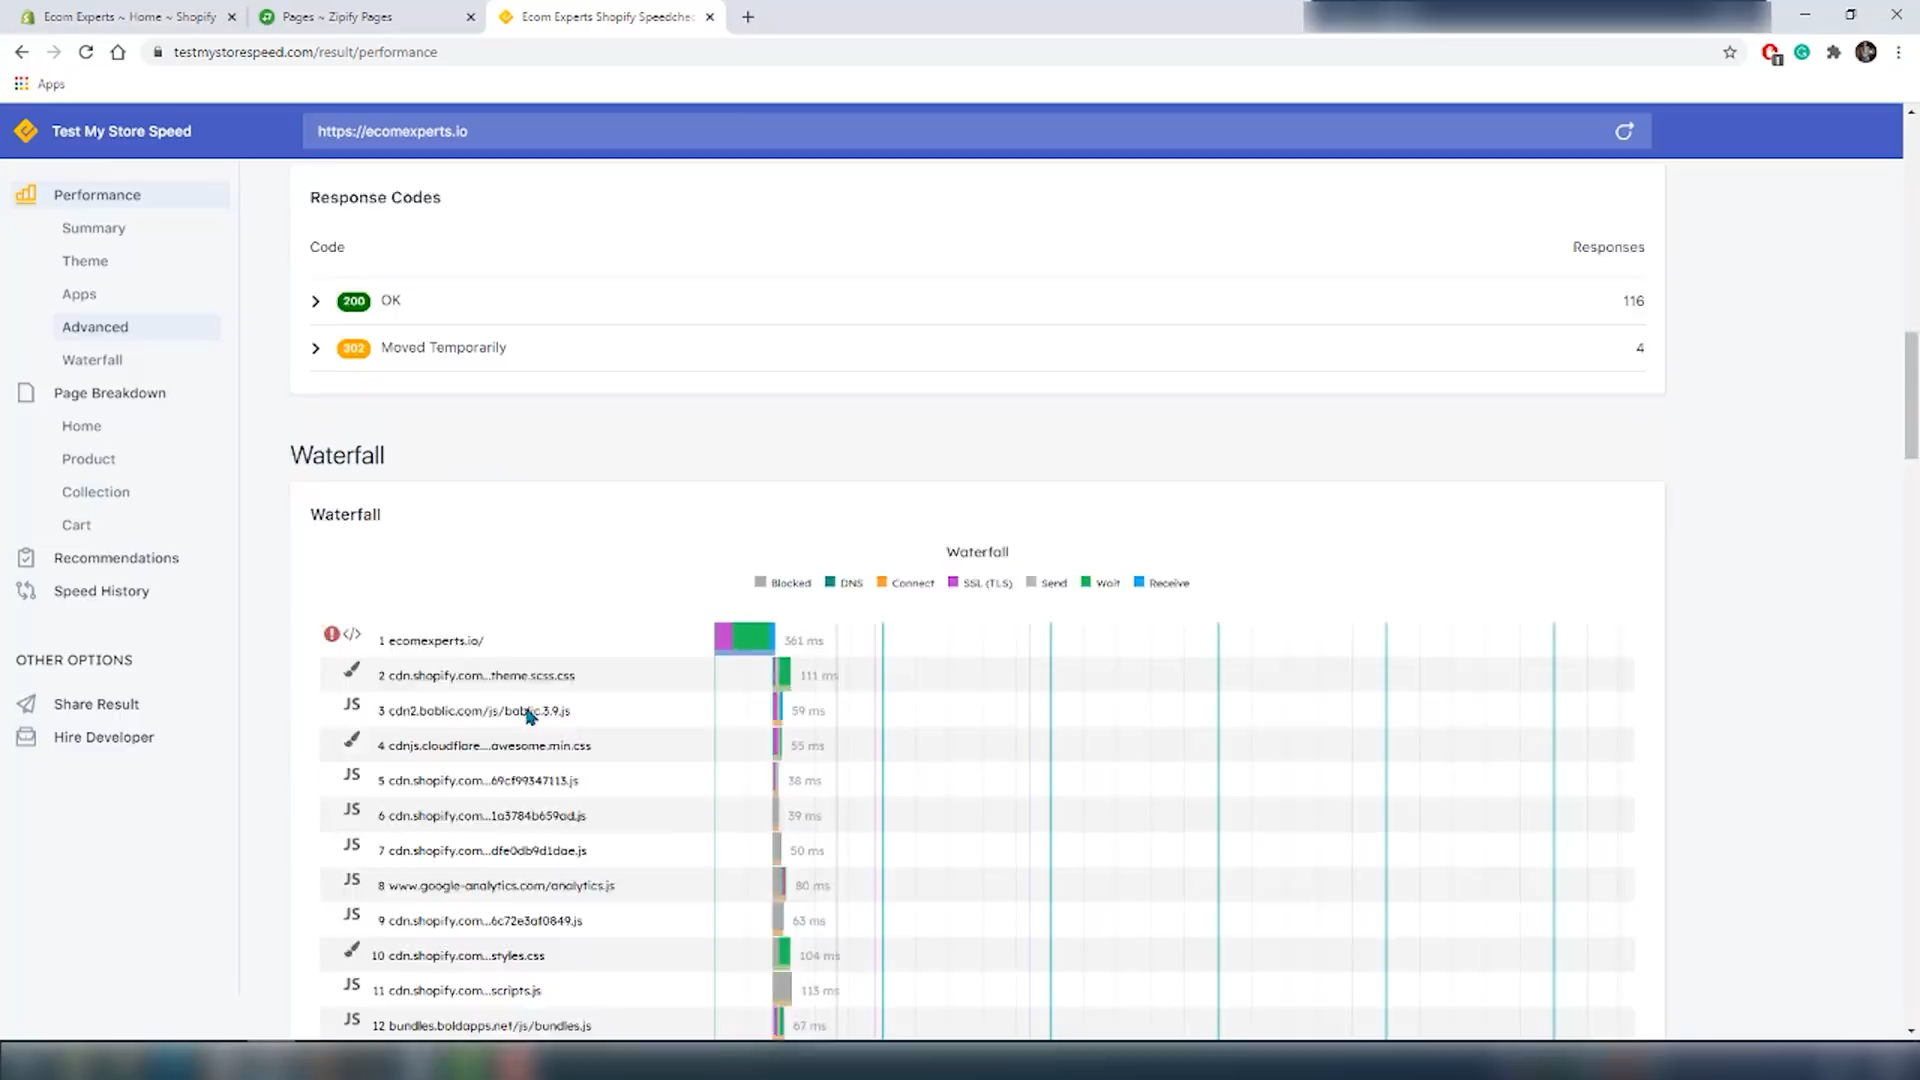 Ecom Experts ~ Home ~ Shopify
Pages ~ Zipify Pages
Ecom Experts Shopify Speedchec
testmystorespeed.com/result/performance
1
Apps
Test My Store Speed
https://ecomexperts.io
Performance
Summary
Theme
Apps
Advanced
Waterfall
Page Breakdown
Home
Product
Collection
Cart
Recommendations
Speed History
OTHER OPTIONS
Share Result
Hire Developer
Response Codes
Code Responses
200 OK 116
302 Moved Temporarily 4
Waterfall
Waterfall
Waterfall
Blocked DNS Connect SSL (TLS) Send Wait Receive
</> 1 ecomexperts.io/ 361 ms
2 cdn.shopify.com...theme.scss.css 111 ms
JS 3 cdn2.bablic.com/js/bablic.3.9.js 59 ms
4 cdnjs.cloudflare....awesome.min.css 55 ms
JS 5 cdn.shopify.com...69cf99347113.js 38 ms
JS 6 cdn.shopify.com...1a3784b659ad.js 39 ms
JS 7 cdn.shopify.com...dfe0db9d1dae.js 50 ms
JS 8 www.google-analytics.com/analytics.js 80 ms
JS 9 cdn.shopify.com...6c72e3af0849.js 63 ms
10 cdn.shopify.com...styles.css 104 ms
JS 11 cdn.shopify.com...scripts.js 113 ms
JS 12 bundles.boldapps.net/js/bundles.js 67 ms